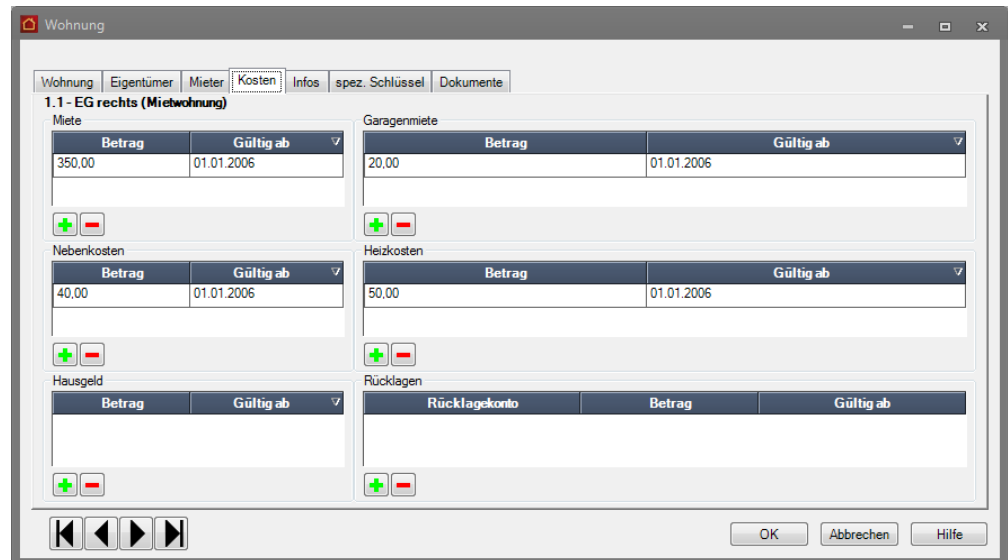 Wohnung
Wohnung Eigentümer Mieter Kosten Infos spez. Schlüssel Dokumente
1.1 - EG rechts (Mietwohnung)
Miete Garagenmiete
Betrag Gültig ab Betrag Gültig ab
350,00 01.01.2006 20,00 01.01.2006
Nebenkosten Heizkosten
Betrag Gültig ab Betrag Gültig ab
40,00 01.01.2006 50,00 01.01.2006
Hausgeld Rücklagen
Betrag Gültig ab Rücklagekonto Betrag Gültig ab
OK Abbrechen Hilfe